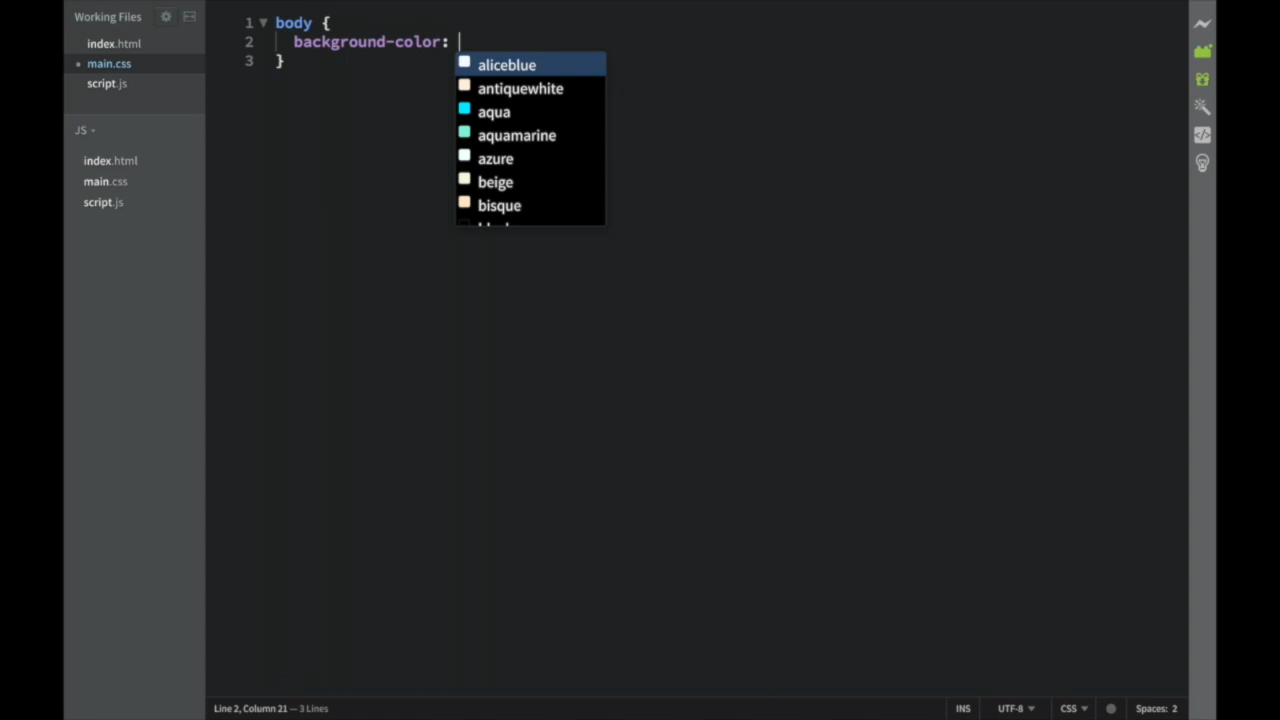 Working Files
index.html
main.css
script.js
JS
index.html
main.css
script.js
1 body {
2 background-color:
3 }
aliceblue
antiquewhite
aqua
aquamarine
azure
beige
bisque
Line 2, Column 21 — 3 Lines
INS
UTF-8
CSS
Spaces: 2